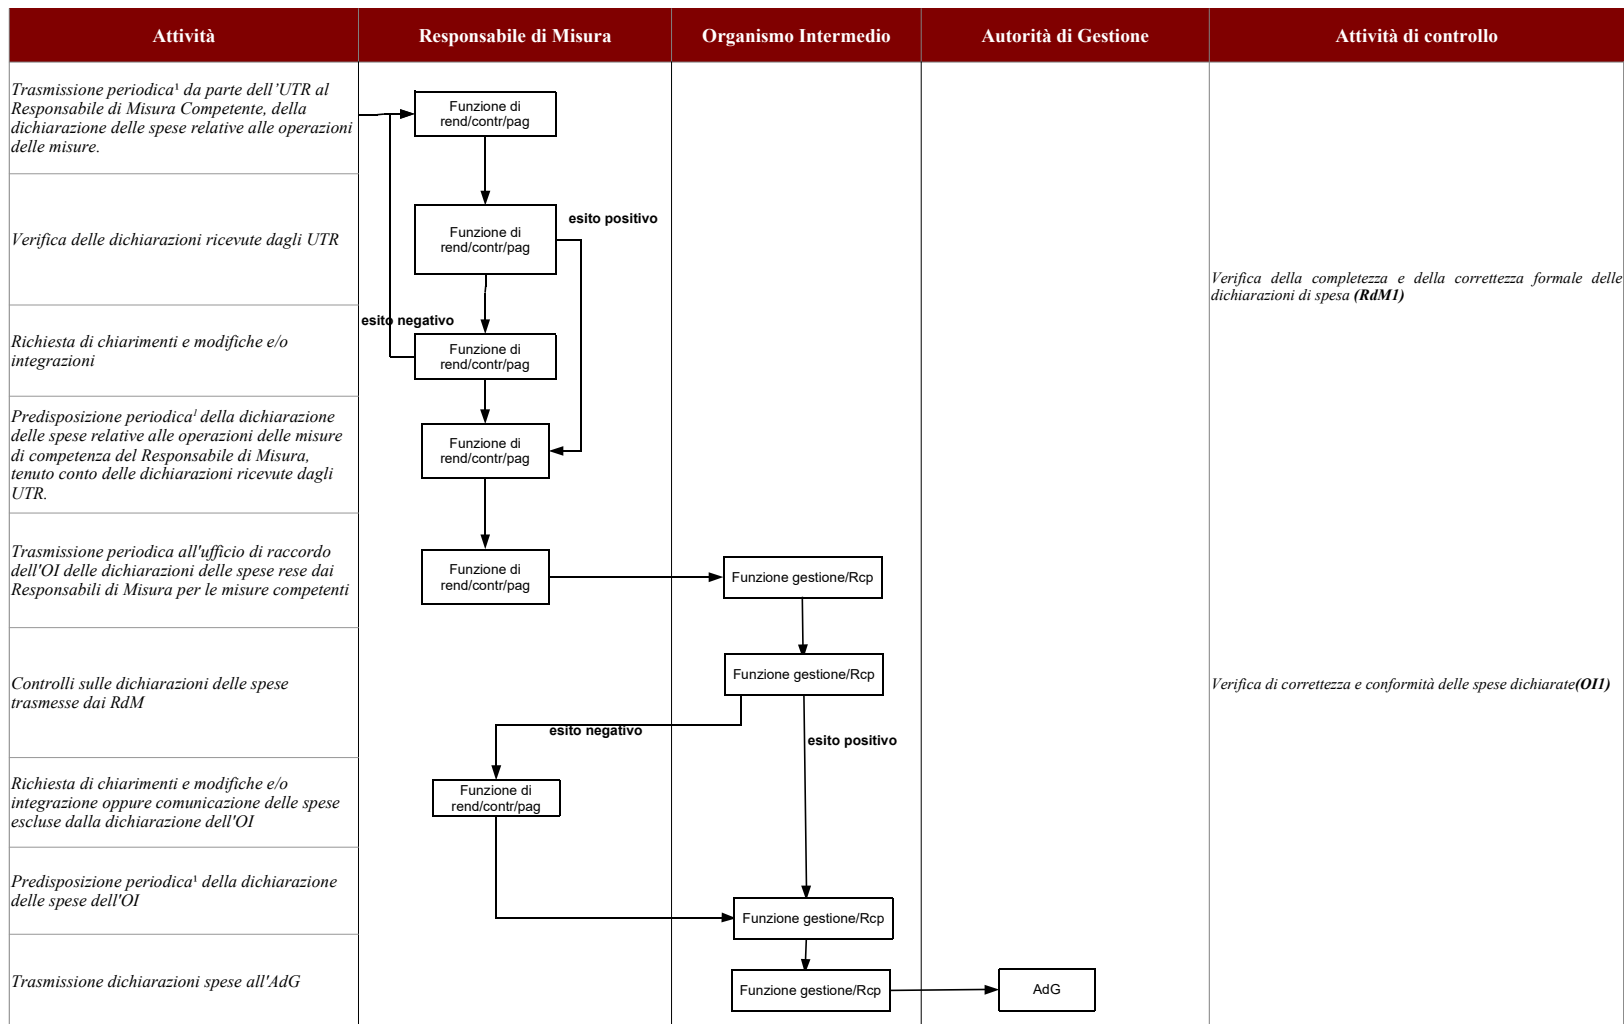 Attività
Responsabile di Misura
Organismo Intermedio
Autorità di Gestione
Attività di controllo
Trasmissione periodica¹ da parte dell'UTR al
Responsabile di Misura Competente, della
dichiarazione delle spese relative alle operazioni
delle misure.
Funzione di
rend/contr/pag
Verifica delle dichiarazioni ricevute dagli UTR
Funzione di
rend/contr/pag
esito positivo
Verifica della completezza e della correttezza formale delle
dichiarazioni di spesa (RdM1)
esito negativo
Richiesta di chiarimenti e modifiche e/o
integrazioni
Funzione di
rend/contr/pag
Predisposizione periodica¹ della dichiarazione
delle spese relative alle operazioni delle misure
di competenza del Responsabile di Misura,
tenuto conto delle dichiarazioni ricevute dagli
UTR.
Funzione di
rend/contr/pag
Trasmissione periodica all'ufficio di raccordo
dell'OI delle dichiarazioni delle spese rese dai
Responsabili di Misura per le misure competenti
Funzione di
rend/contr/pag
Funzione gestione/Rcp
Controlli sulle dichiarazioni delle spese
trasmesse dai RdM
Funzione gestione/Rcp
Verifica di correttezza e conformità delle spese dichiarate(OI1)
esito negativo
esito positivo
Richiesta di chiarimenti e modifiche e/o
integrazione oppure comunicazione delle spese
escluse dalla dichiarazione dell'OI
Funzione di
rend/contr/pag
Predisposizione periodica¹ della dichiarazione
delle spese dell'OI
Funzione gestione/Rcp
Trasmissione dichiarazioni spese all'AdG
Funzione gestione/Rcp
AdG